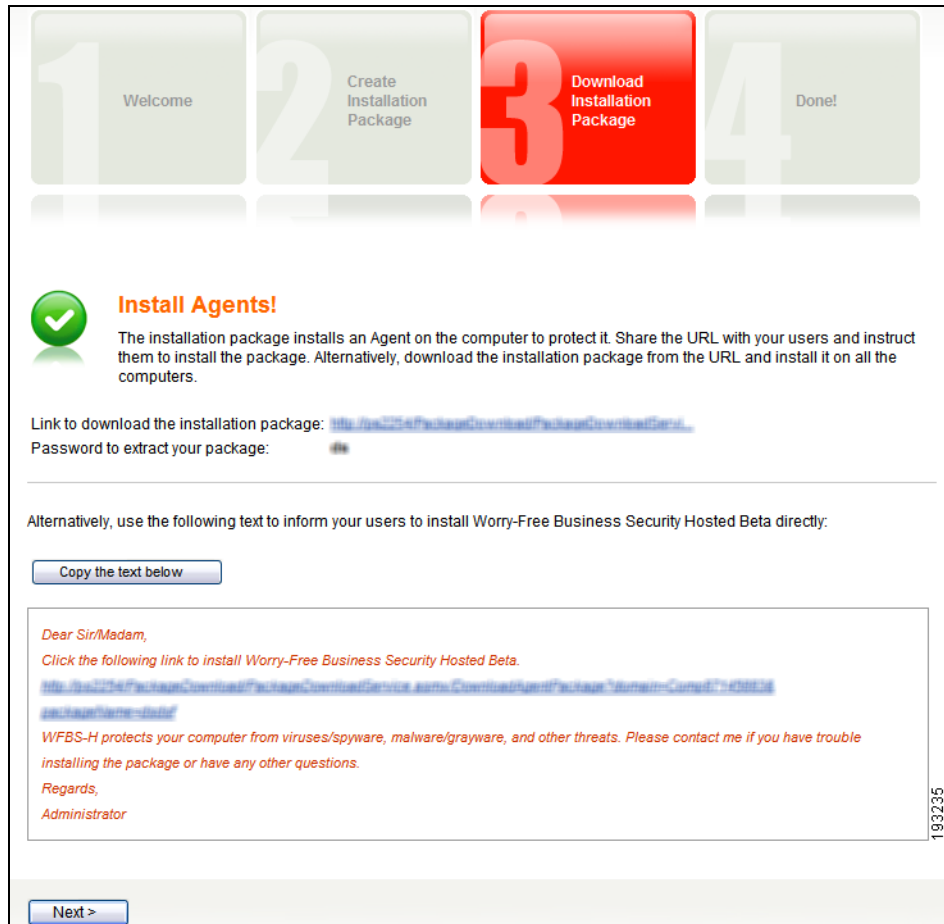 1
Welcome
2
Create
Installation
Package
3
Download
Installation
Package
4
Done!
Install Agents!
The installation package installs an Agent on the computer to protect it. Share the URL with your users and instruct
them to install the package. Alternatively, download the installation package from the URL and install it on all the
computers.
Link to download the installation package:
Password to extract your package:
Alternatively, use the following text to inform your users to install Worry-Free Business Security Hosted Beta directly:
Copy the text below
Dear Sir/Madam,
Click the following link to install Worry-Free Business Security Hosted Beta.
WFBS-H protects your computer from viruses/spyware, malware/grayware, and other threats. Please contact me if you have trouble
installing the package or have any other questions.
Regards,
Administrator
193235
Next >